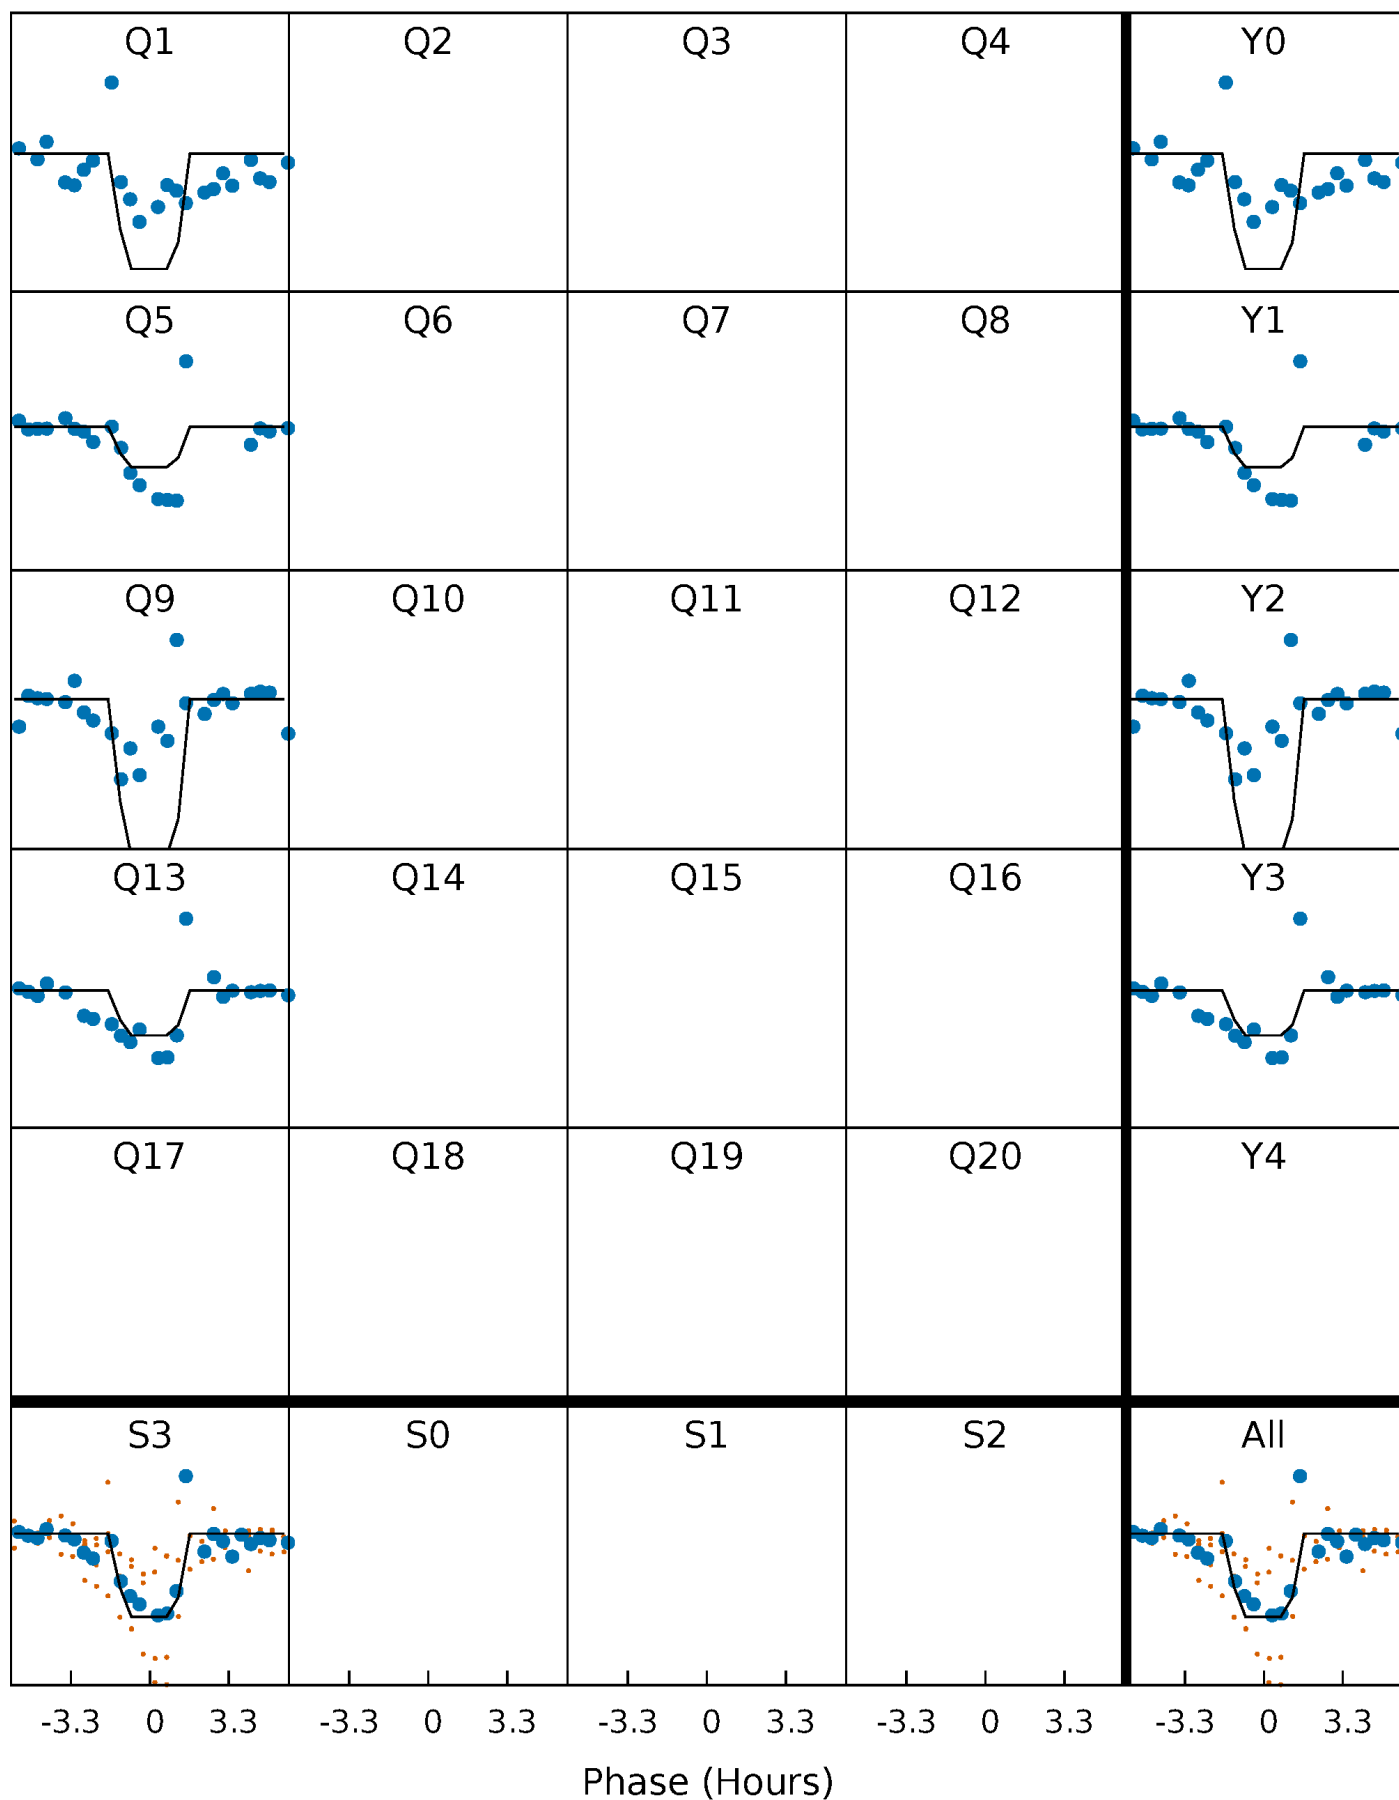 Q1 Q2 Q3 Q4 Y0
Q5 Q6 Q7 Q8 Y1
Q9 Q10 Q11 Q12 Y2
Q13 Q14 Q15 Q16 Y3
Q17 Q18 Q19 Q20 Y4
S3 S0 S1 S2 All
-3.3 0 3.3 -3.3 0 3.3 -3.3 0 3.3 -3.3 0 3.3 -3.3 0 3.3
Phase (Hours)